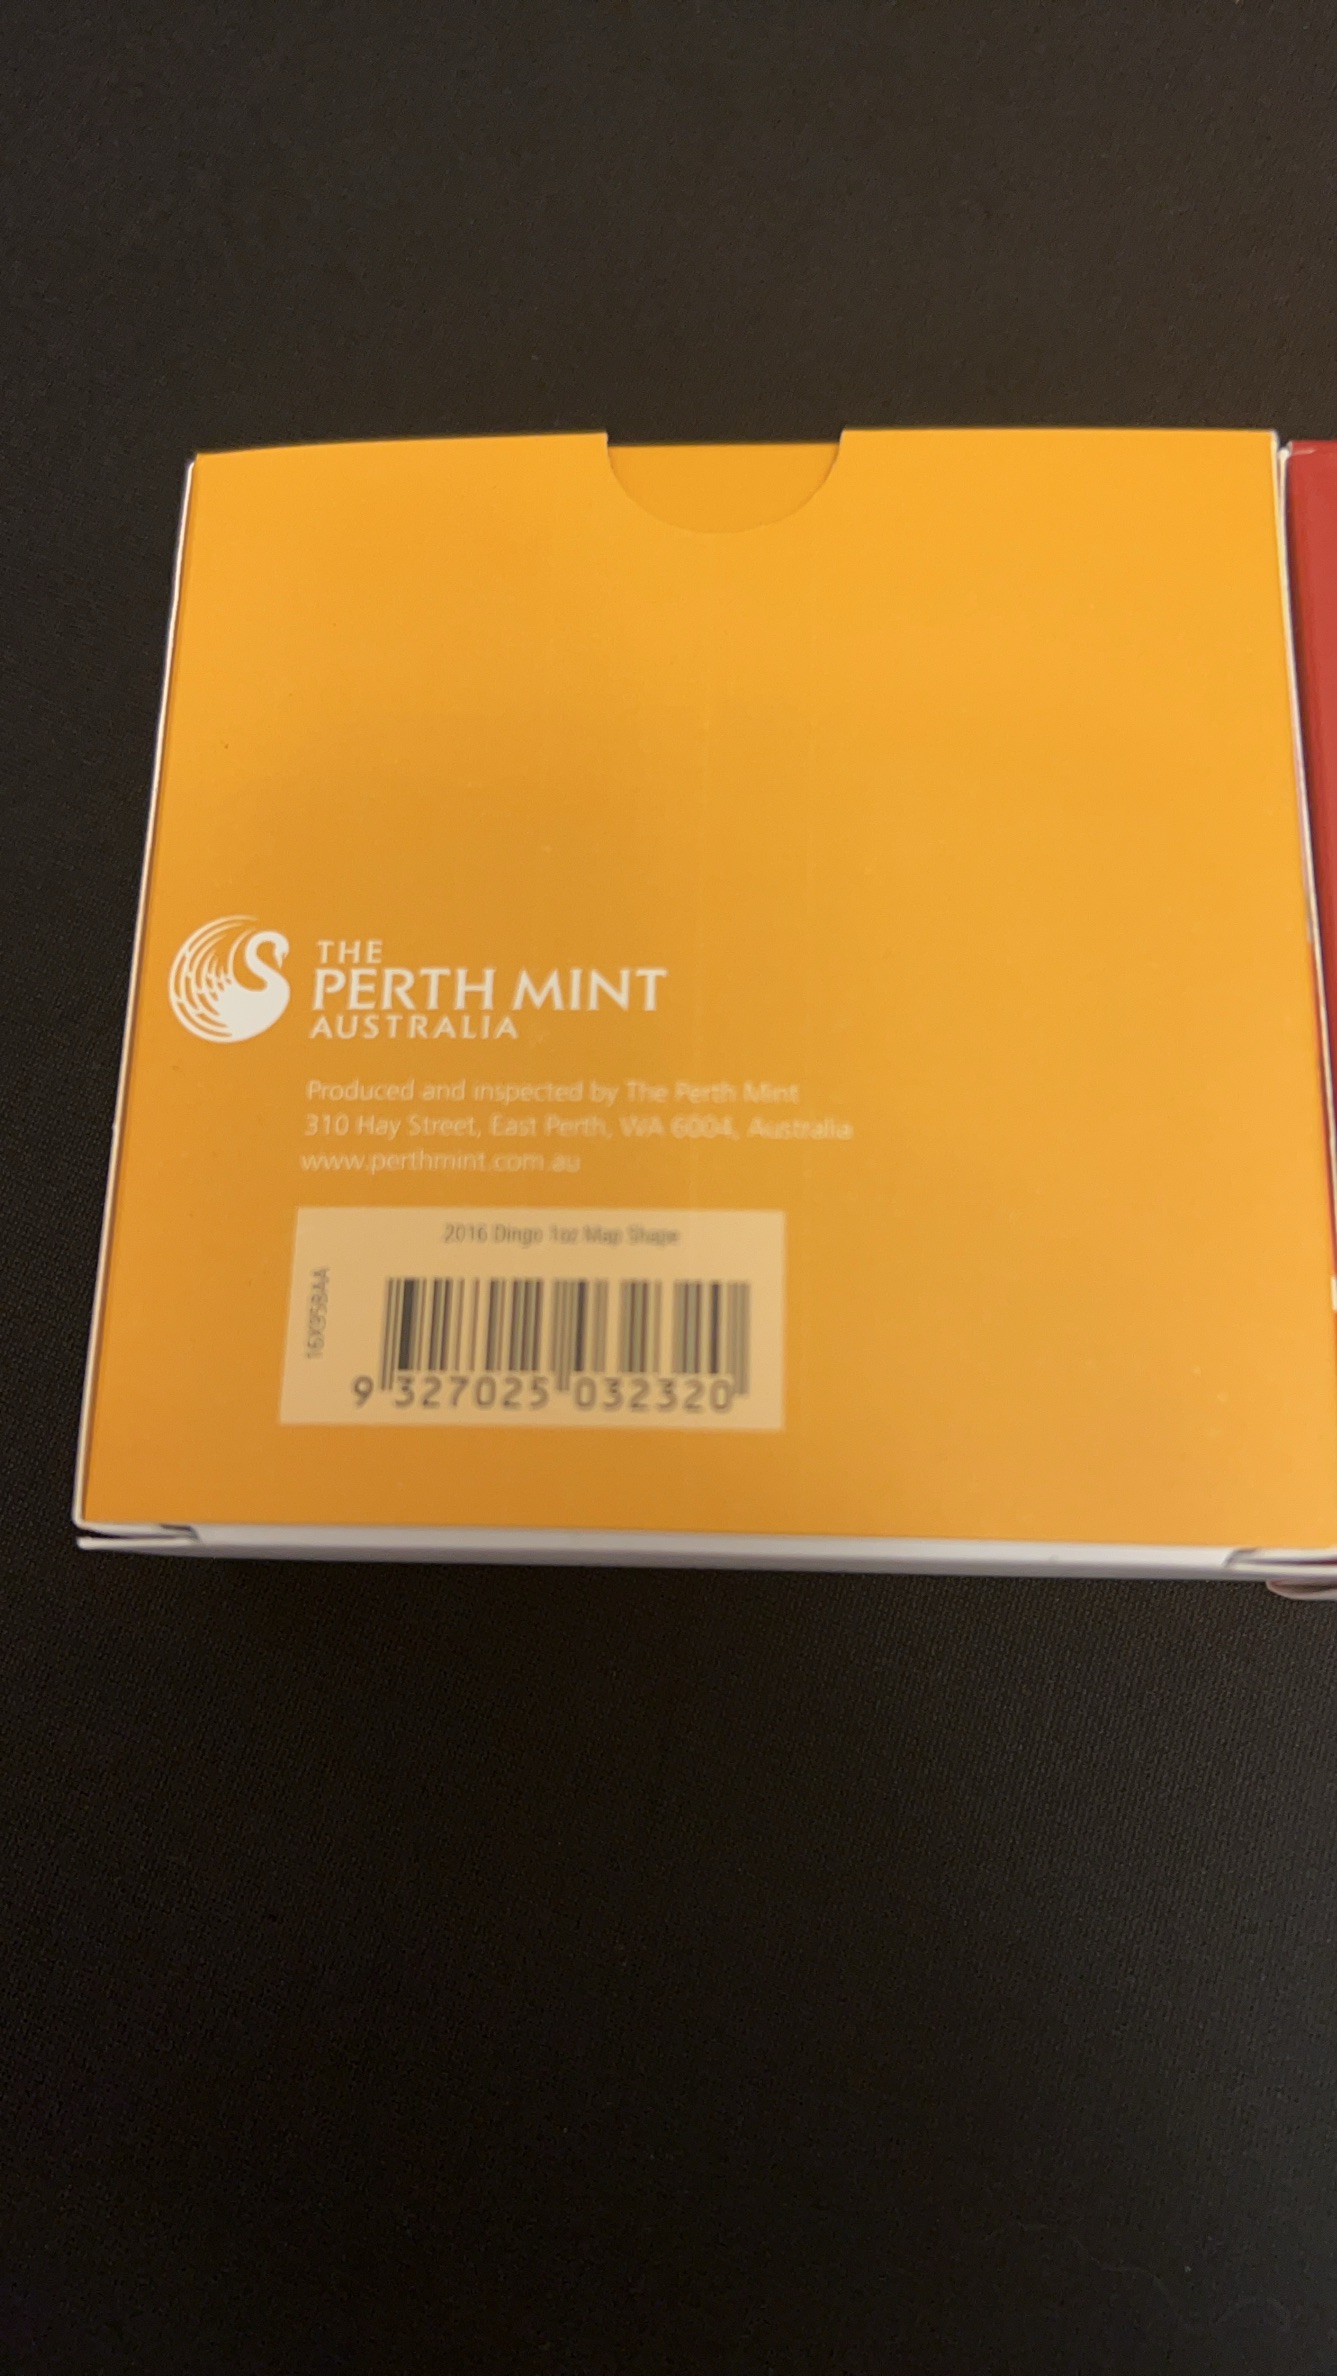 THE
PERTH MINT
AUSTRALIA
Produced and inspected by The Perth Mint
310 Hay Street, East Perth, WA 6004, Australia
www.perthmint.com.au
2016 Dingo 1oz Map Shape
9 327025 032320